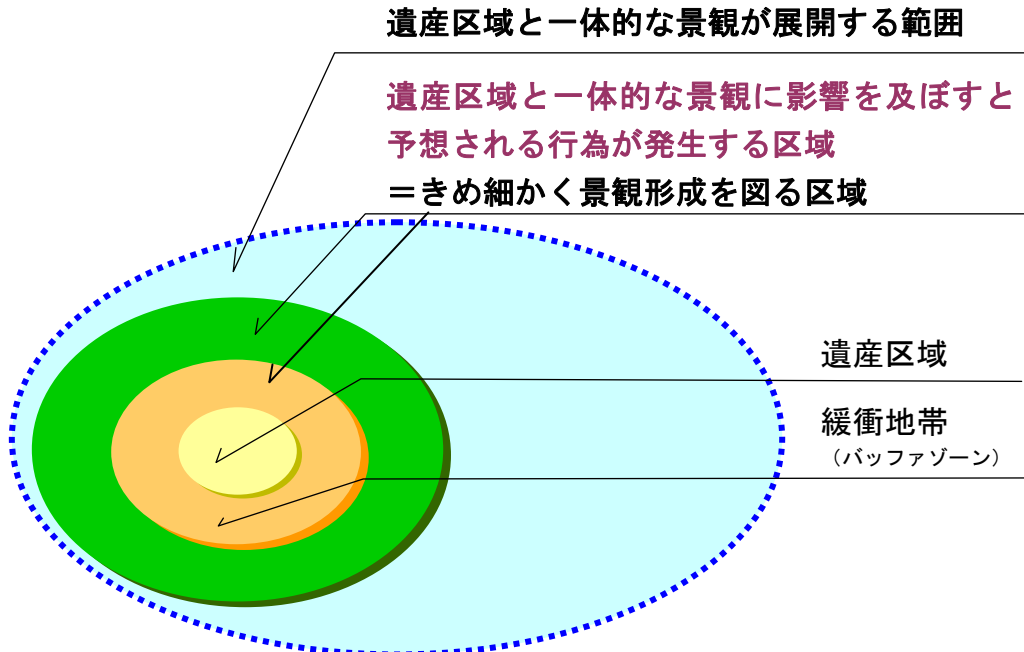 遺産区域と一体的な景観が展開する範囲
遺産区域と一体的な景観に影響を及ぼすと
予想される行為が発生する区域
＝きめ細かく景観形成を図る区域
遺産区域
緩衝地帯
（バッファゾーン）